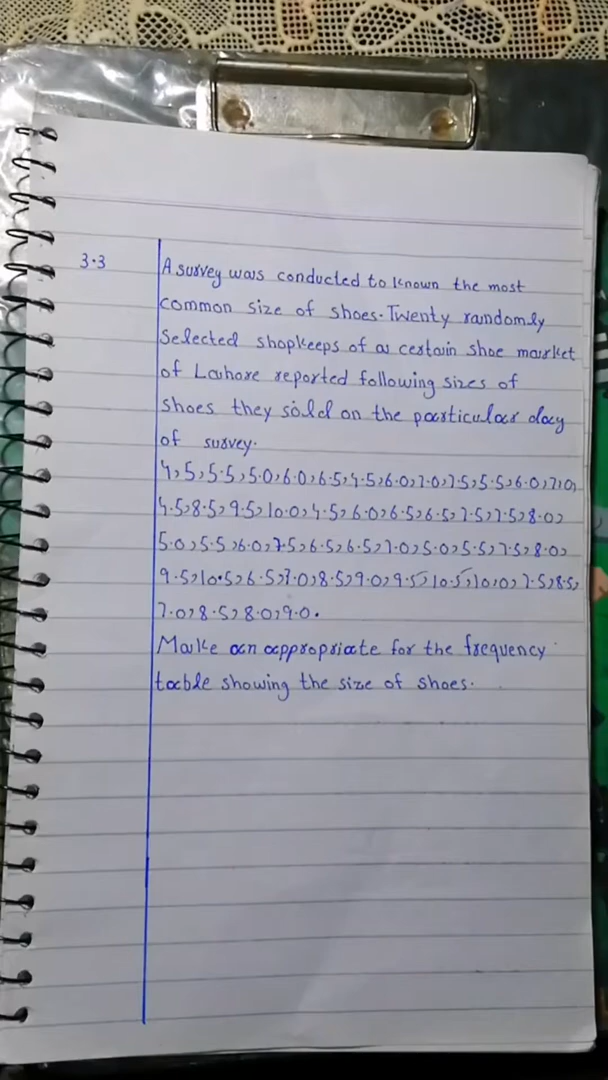 3.3
A survey was conducted to known the most
common size of shoes. Twenty randomly
Selected shopkeeps of a certain shoe market
of Lahore reported following sizes of
shoes they sold on the particular day
of survey.
4,5,5.5,5.0,6.0,6.5,4.5,6.0,7.0,7.5,5.5,6.0,7.0,
4.5,8.5,9.5,10.0,4.5,6.0,6.5,6.5,7.5,7.5,8.0,
5.0,5.5,6.0,7.5,6.5,6.5,7.0,5.0,5.5,7.5,8.0,
9.5,10.5,6.5,7.0,8.5,9.0,9.5,10.5,10.0,7.5,8.5,
7.0,8.5,8.0,9.0.
Make an appropriate for the frequency
table showing the size of shoes.